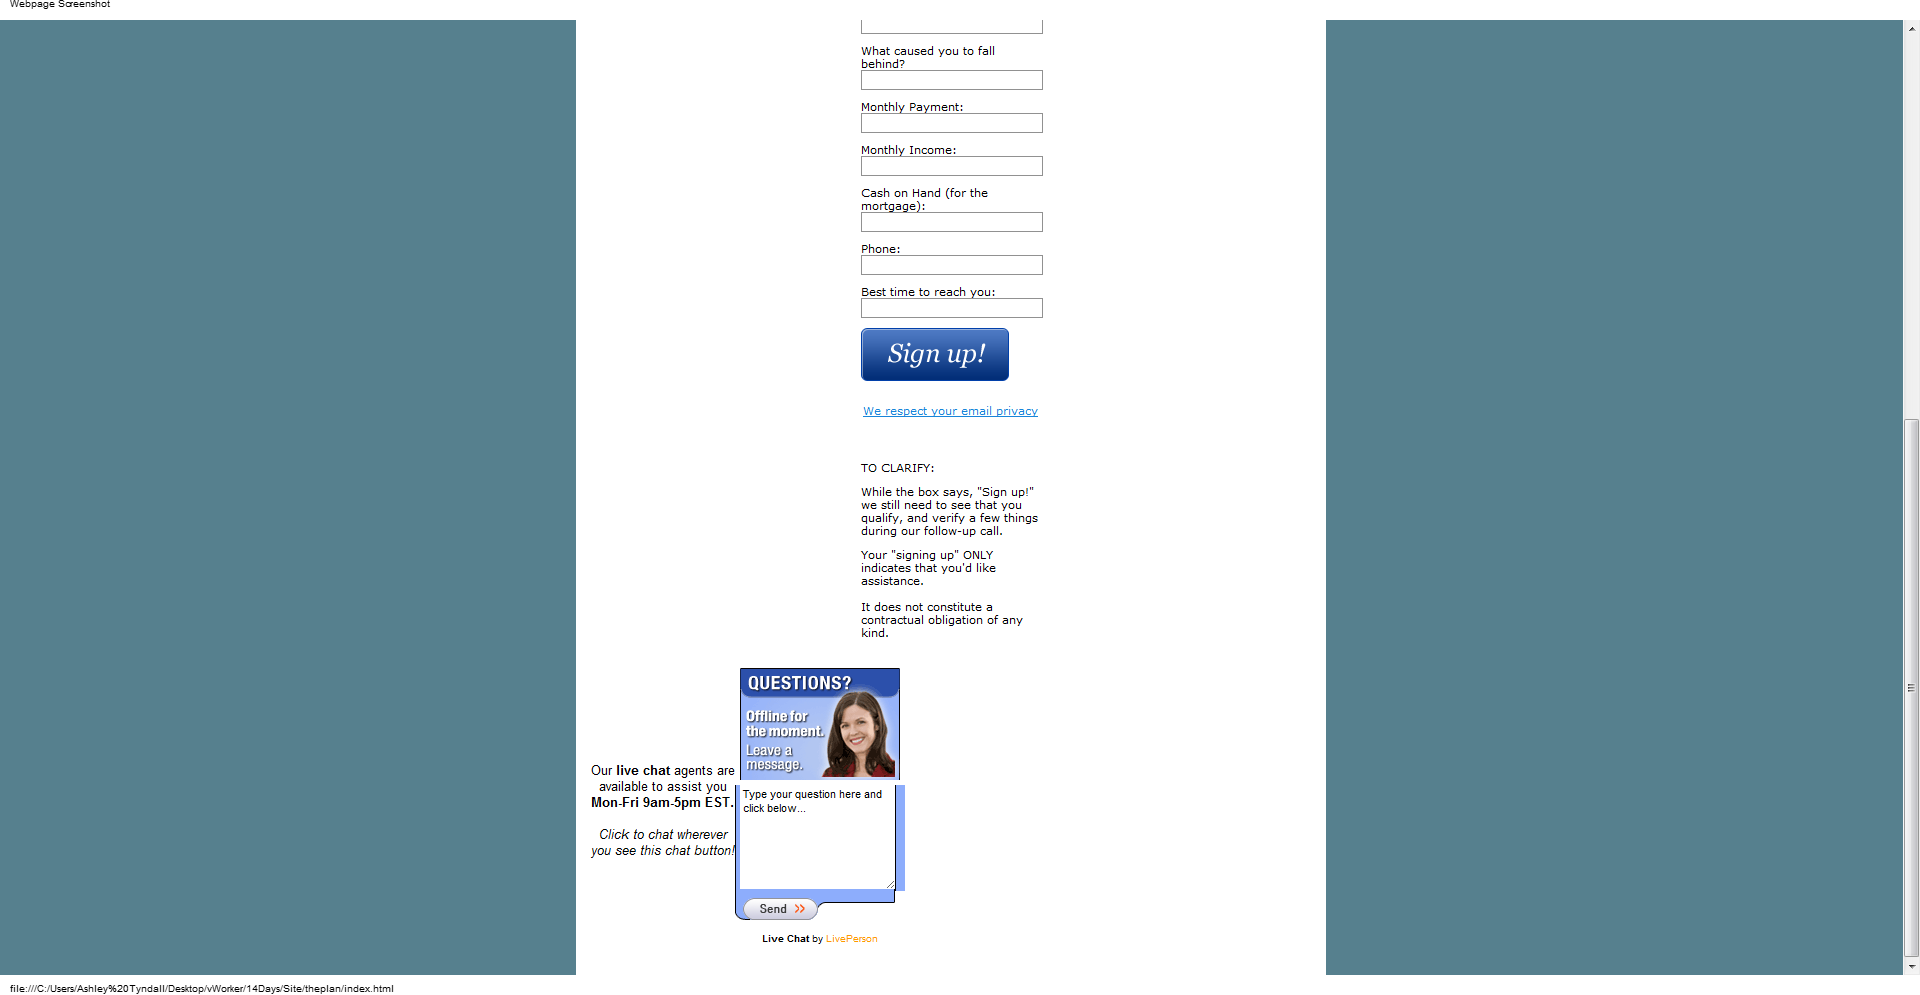 Webpage Screenshot
What caused you to fall
behind?
Monthly Payment:
Monthly Income:
Cash on Hand (for the
mortgage):
Phone:
Best time to reach you:
Sign up!
We respect your email privacy
TO CLARIFY:
While the box says, "Sign up!"
we still need to see that you
qualify, and verify a few things
during our follow-up call.
Your "signing up" ONLY
indicates that you'd like
assistance.
It does not constitute a
contractual obligation of any
kind.
QUESTIONS?
Offline for
the moment.
Leave a
message.
Our live chat agents are
available to assist you
Mon-Fri 9am-5pm EST.
Click to chat wherever
you see this chat button!
Type your question here and
click below...
Send >>
Live Chat by LivePerson
file:///C:/Users/Ashley%20Tyndall/Desktop/vWorker/14Days/Site/theplan/index.html